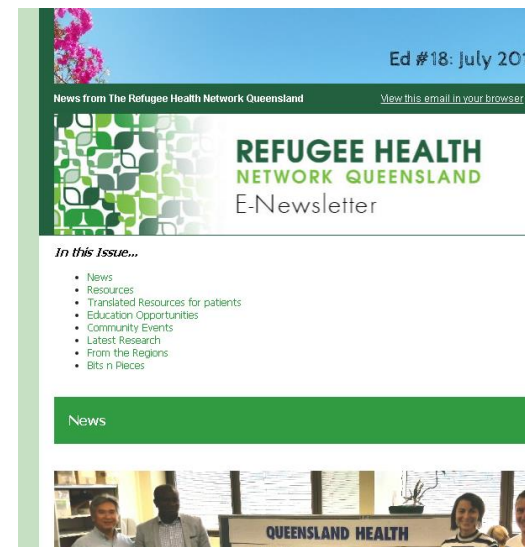 Ed #18: July 201
News from The Refugee Health Network Queensland
View this email in your browser
REFUGEE HEALTH
NETWORK QUEENSLAND
E-Newsletter
In this Issue...
News
Resources
Translated Resources for patients
Education Opportunities
Community Events
Latest Research
From the Regions
Bits n Pieces
News
QUEENSLAND HEALTH